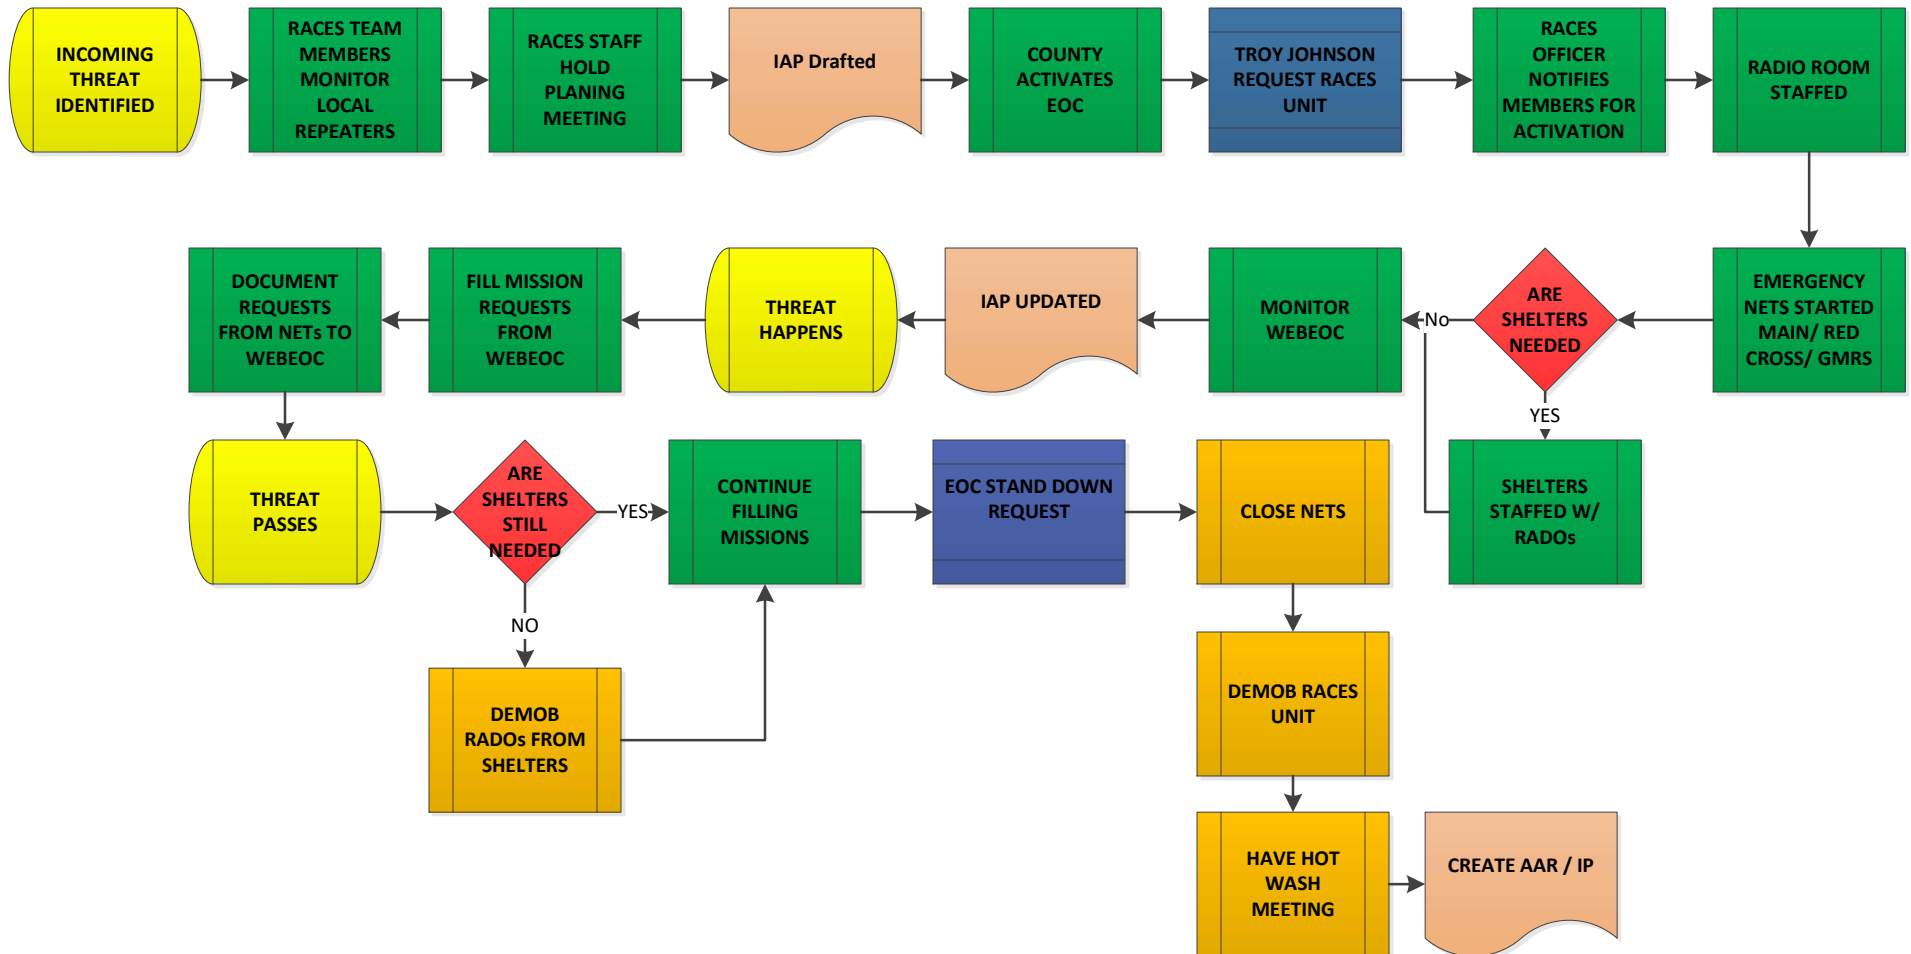 INCOMING
THREAT
IDENTIFIED
RACES TEAM
MEMBERS
MONITOR
LOCAL
REPEATERS
RACES STAFF
HOLD
PLANING
MEETING
IAP Drafted
COUNTY
ACTIVATES
EOC
TROY JOHNSON
REQUEST RACES
UNIT
RACES
OFFICER
NOTIFIES
MEMBERS FOR
ACTIVATION
RADIO ROOM
STAFFED
EMERGENCY
NETS STARTED
MAIN/ RED
CROSS/ GMRS
ARE
SHELTERS
NEEDED
No
YES
SHELTERS
STAFFED W/
RADOs
MONITOR
WEBEOC
IAP UPDATED
THREAT
HAPPENS
FILL MISSION
REQUESTS
FROM
WEBEOC
DOCUMENT
REQUESTS
FROM NETs TO
WEBEOC
THREAT
PASSES
ARE
SHELTERS
STILL
NEEDED
YES
NO
DEMOB
RADOs FROM
SHELTERS
CONTINUE
FILLING
MISSIONS
EOC STAND DOWN
REQUEST
CLOSE NETS
DEMOB RACES
UNIT
HAVE HOT
WASH
MEETING
CREATE AAR / IP